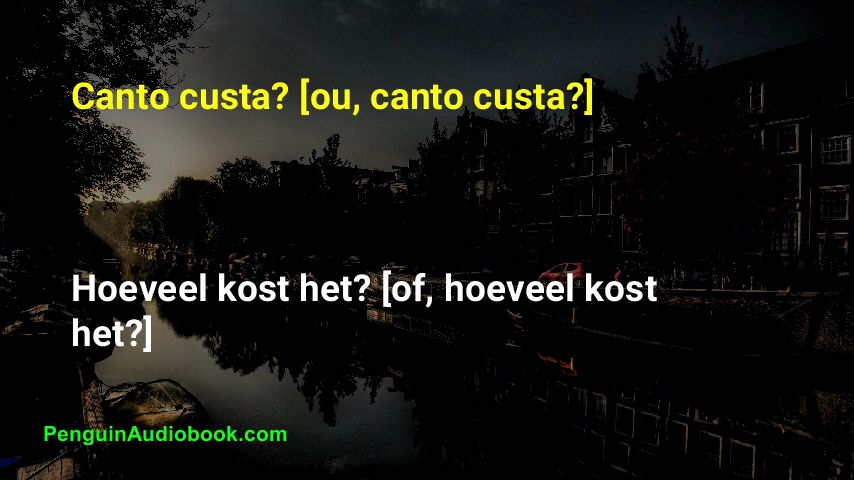 Canto custa? [ou, canto custa?]
Hoeveel kost het? [of, hoeveel kost
het?]
PenguinAudiobook.com